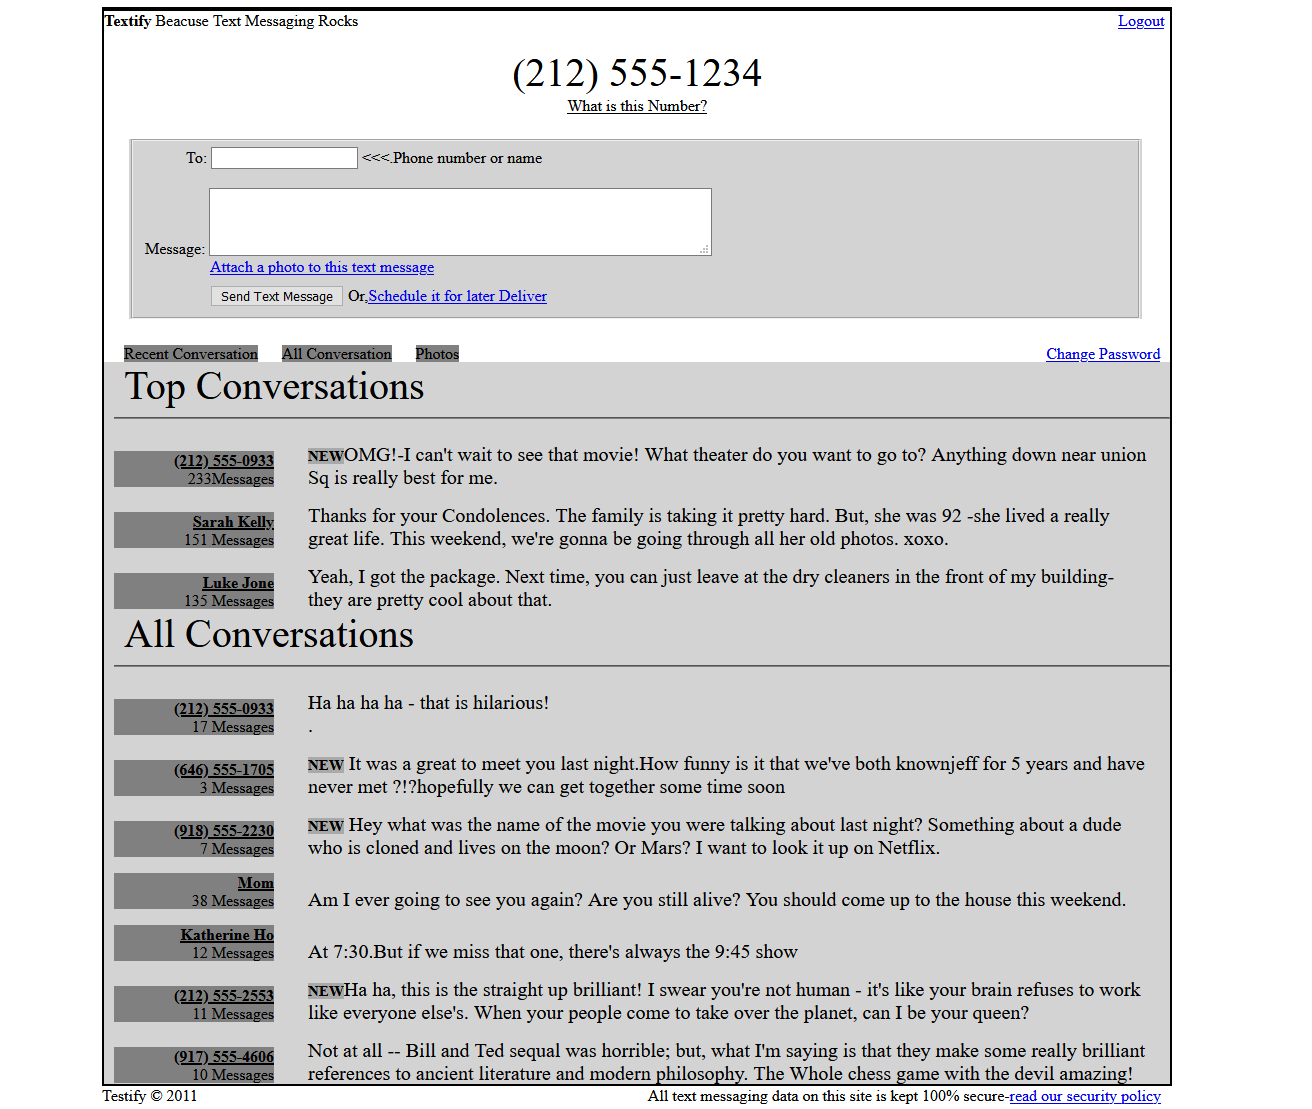 Textify Beacuse Text Messaging Rocks Logout
(212) 555-1234
What is this Number?
To: <<<.Phone number or name
Message:
Attach a photo to this text message
Send Text Message Or,Schedule it for later Deliver
Recent Conversation All Conversation Photos Change Password
Top Conversations
(212) 555-0933
233Messages
NEWOMG!-I can't wait to see that movie! What theater do you want to go to? Anything down near union
Sq is really best for me.
Sarah Kelly
151 Messages
Thanks for your Condolences. The family is taking it pretty hard. But, she was 92 -she lived a really
great life. This weekend, we're gonna be going through all her old photos. xoxo.
Luke Jone
135 Messages
Yeah, I got the package. Next time, you can just leave at the dry cleaners in the front of my building-
they are pretty cool about that.
All Conversations
(212) 555-0933
17 Messages
Ha ha ha ha - that is hilarious!
.
(646) 555-1705
3 Messages
NEW It was a great to meet you last night.How funny is it that we've both knownjeff for 5 years and have
never met ?!?hopefully we can get together some time soon
(918) 555-2230
7 Messages
NEW Hey what was the name of the movie you were talking about last night? Something about a dude
who is cloned and lives on the moon? Or Mars? I want to look it up on Netflix.
Mom
38 Messages
Am I ever going to see you again? Are you still alive? You should come up to the house this weekend.
Katherine Ho
12 Messages
At 7:30.But if we miss that one, there's always the 9:45 show
(212) 555-2553
11 Messages
NEWHa ha, this is the straight up brilliant! I swear you're not human - it's like your brain refuses to work
like everyone else's. When your people come to take over the planet, can I be your queen?
(917) 555-4606
10 Messages
Not at all -- Bill and Ted sequal was horrible; but, what I'm saying is that they make some really brilliant
references to ancient literature and modern philosophy. The Whole chess game with the devil amazing!
Testify © 2011 All text messaging data on this site is kept 100% secure-read our security policy